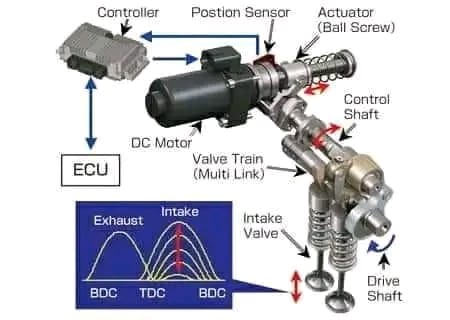 Controller
Postion Sensor
Actuator
(Ball Screw)
Control
Shaft
DC Motor
ECU
Valve Train
(Multi Link)
Exhaust
Intake
Intake
Valve
BDC
TDC
BDC
Drive
Shaft